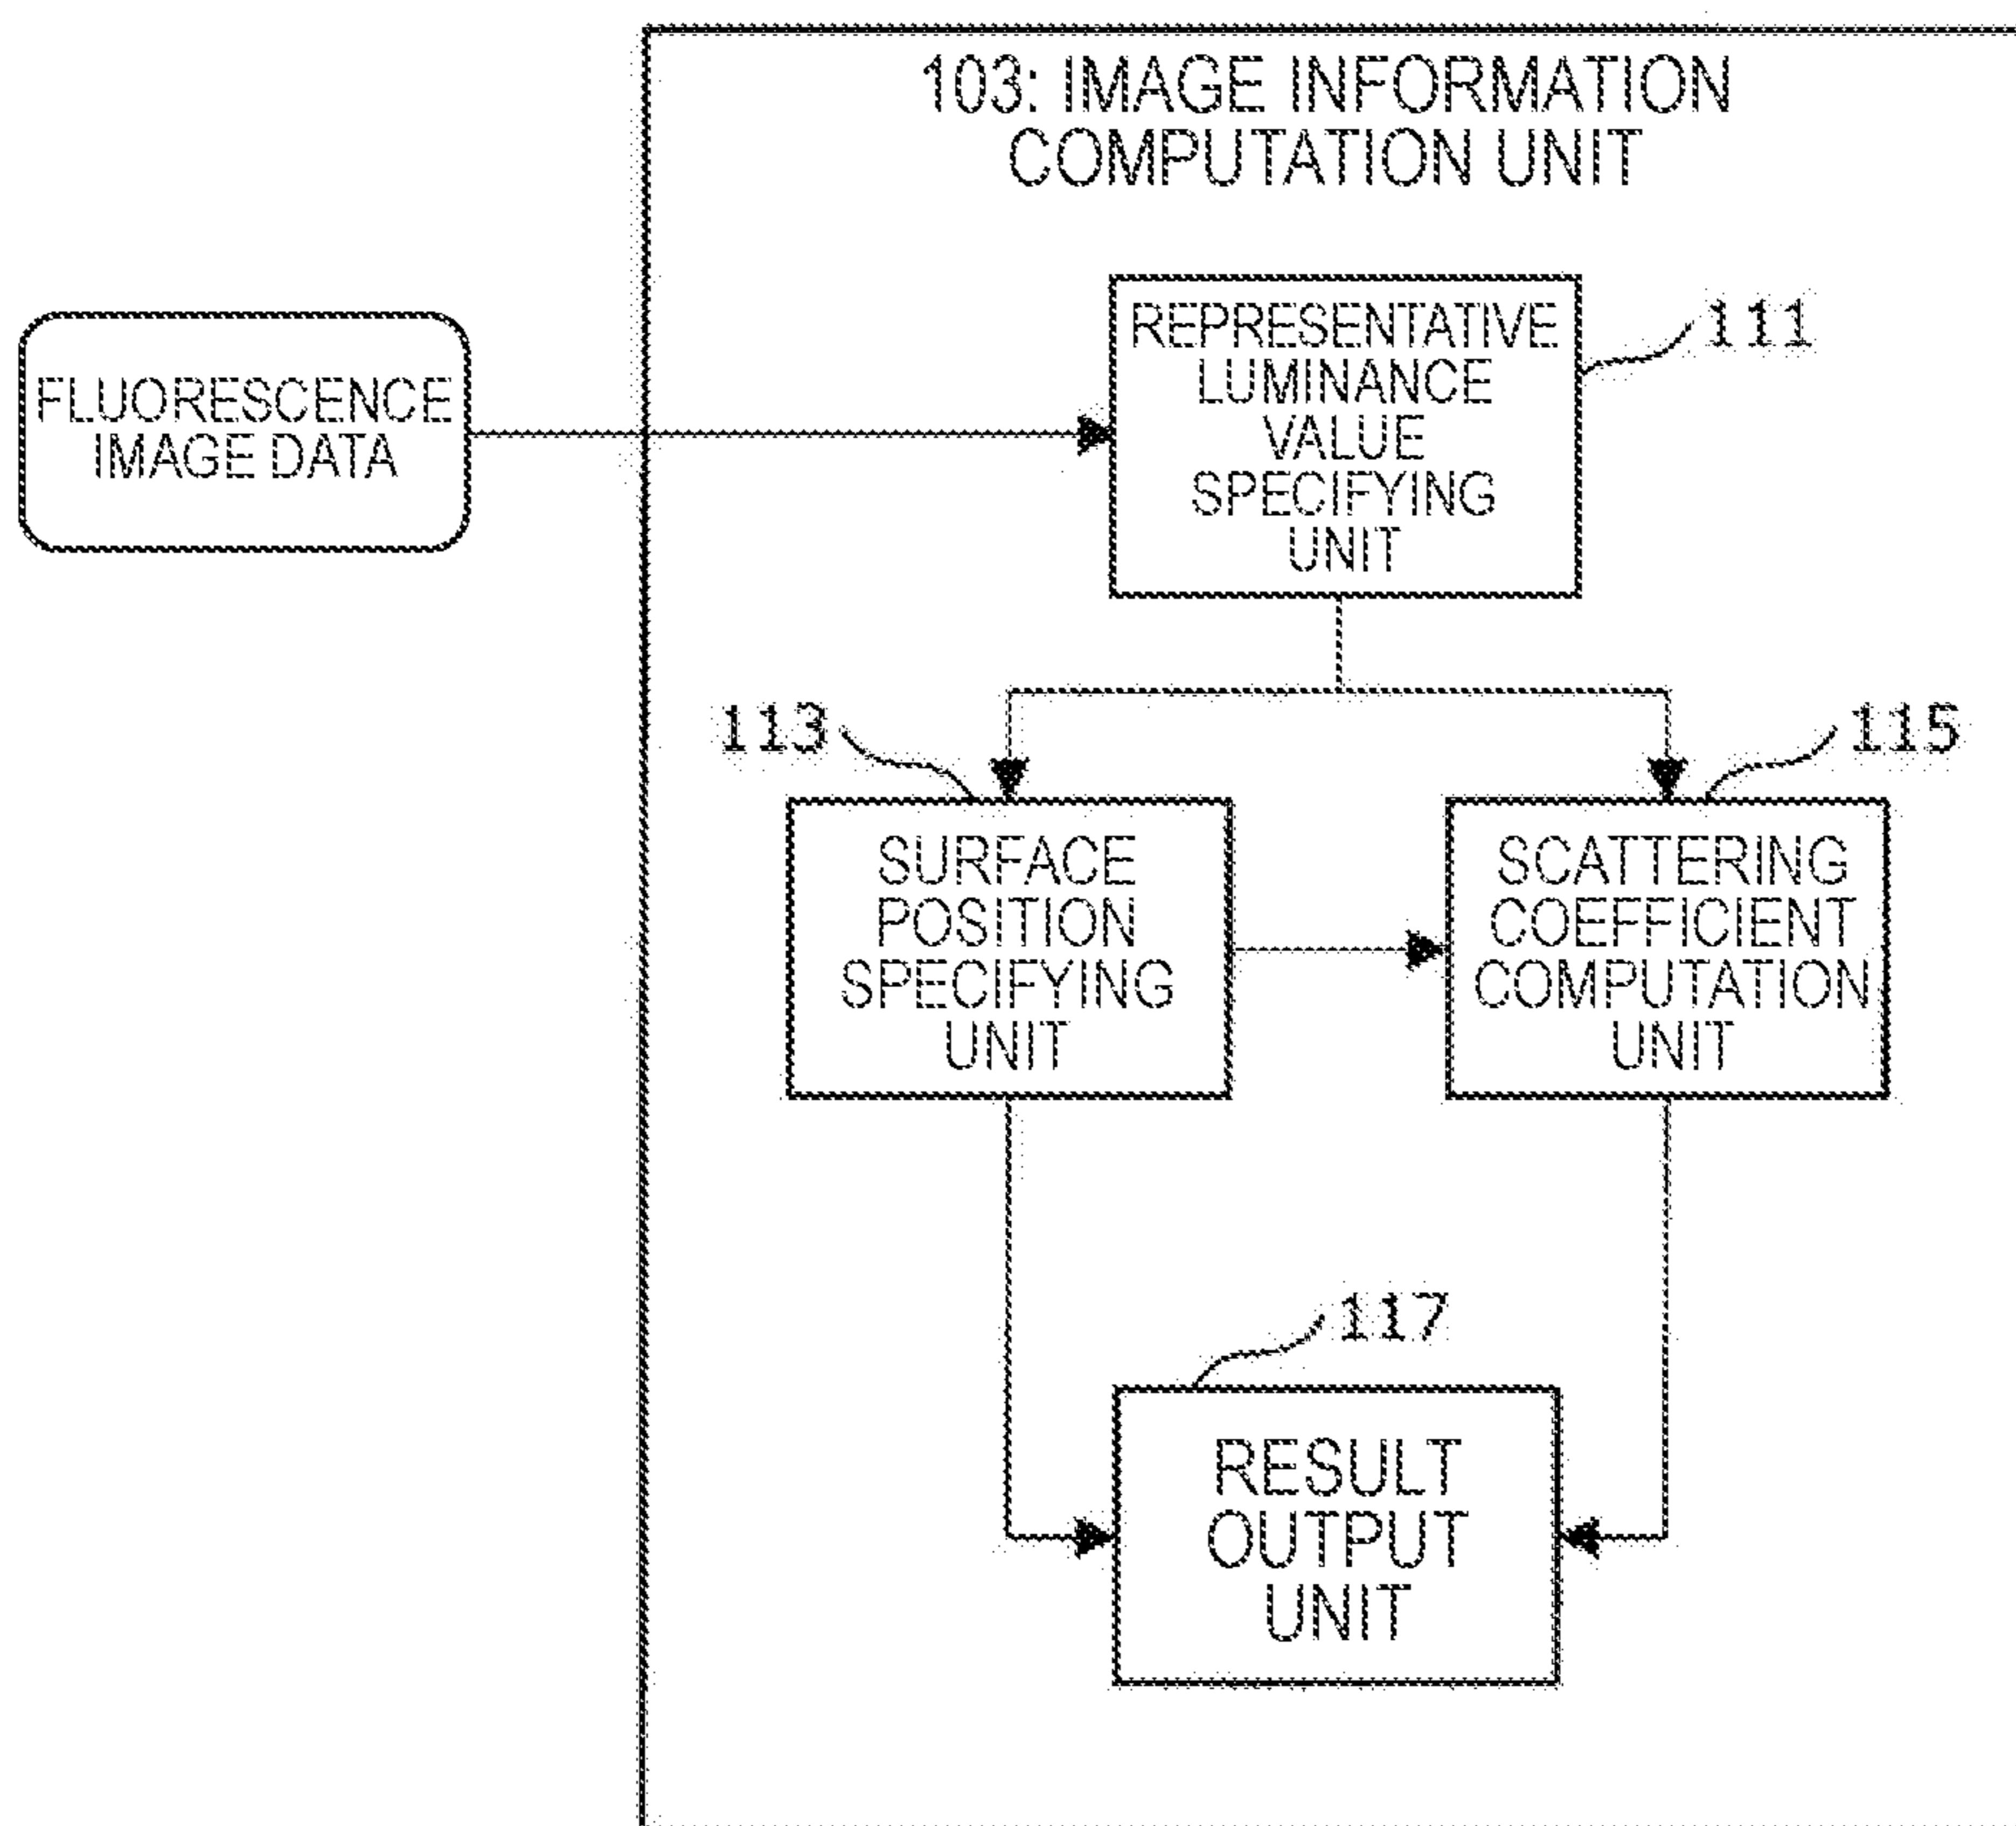 103: IMAGE INFORMATION
COMPUTATION UNIT
FLUORESCENCE
IMAGE DATA
REPRESENTATIVE
LUMINANCE
VALUE
SPECIFYING
UNIT
111
113
115
SURFACE
POSITION
SPECIFYING
UNIT
SCATTERING
COEFFICIENT
COMPUTATION
UNIT
117
RESULT
OUTPUT
UNIT